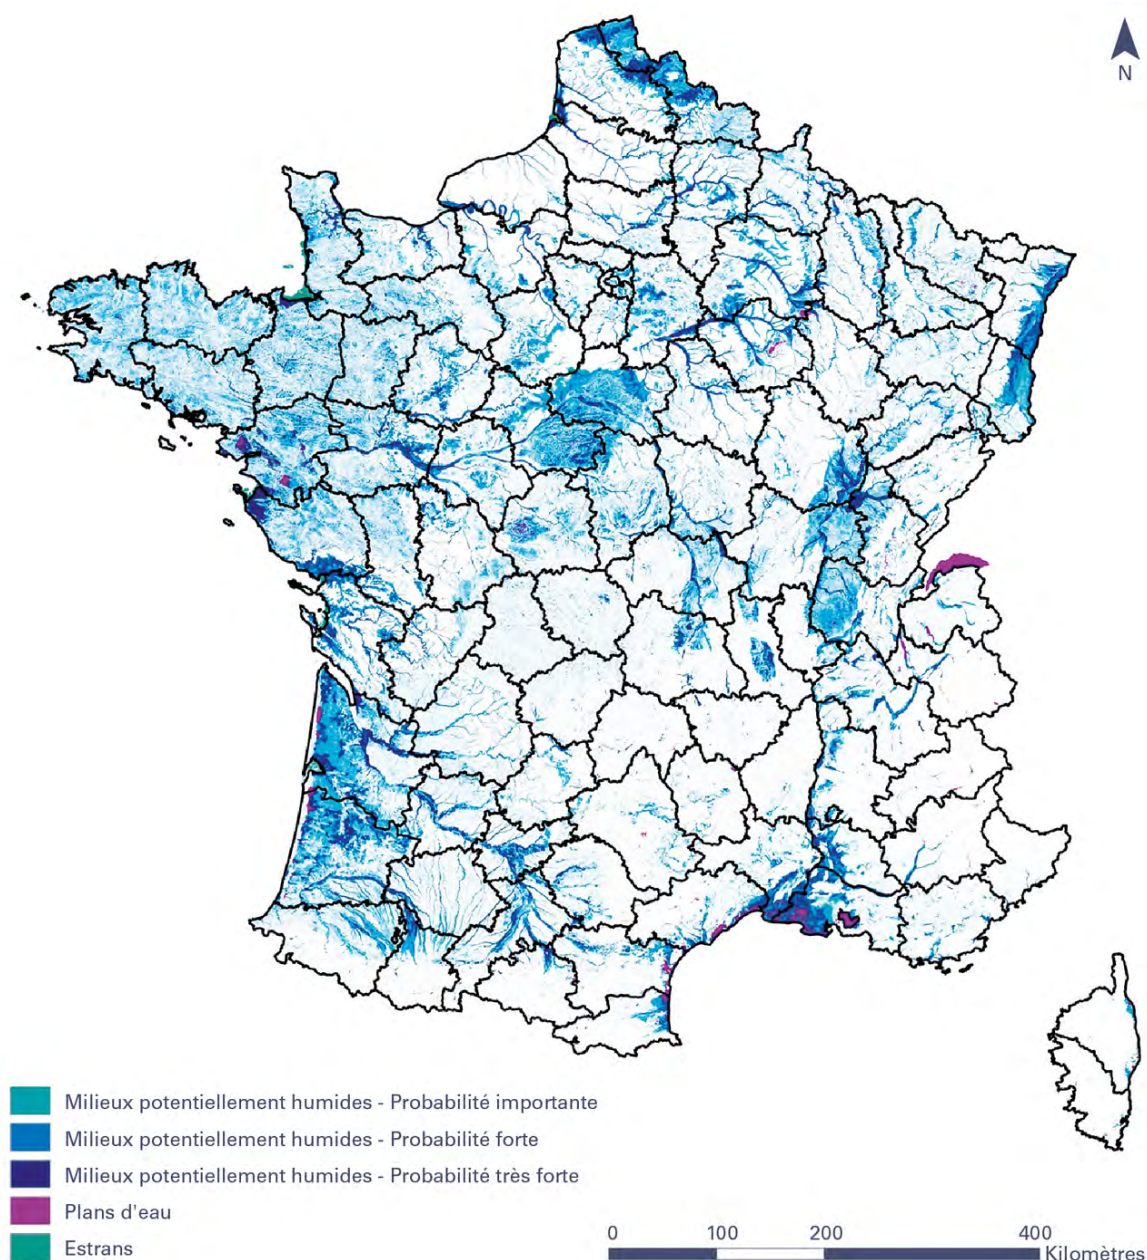 N
Milieux potentiellement humides - Probabilité importante
Milieux potentiellement humides - Probabilité forte
Milieux potentiellement humides - Probabilité très forte
Plans d'eau
Estrans
0 100 200 400
Kilomètres